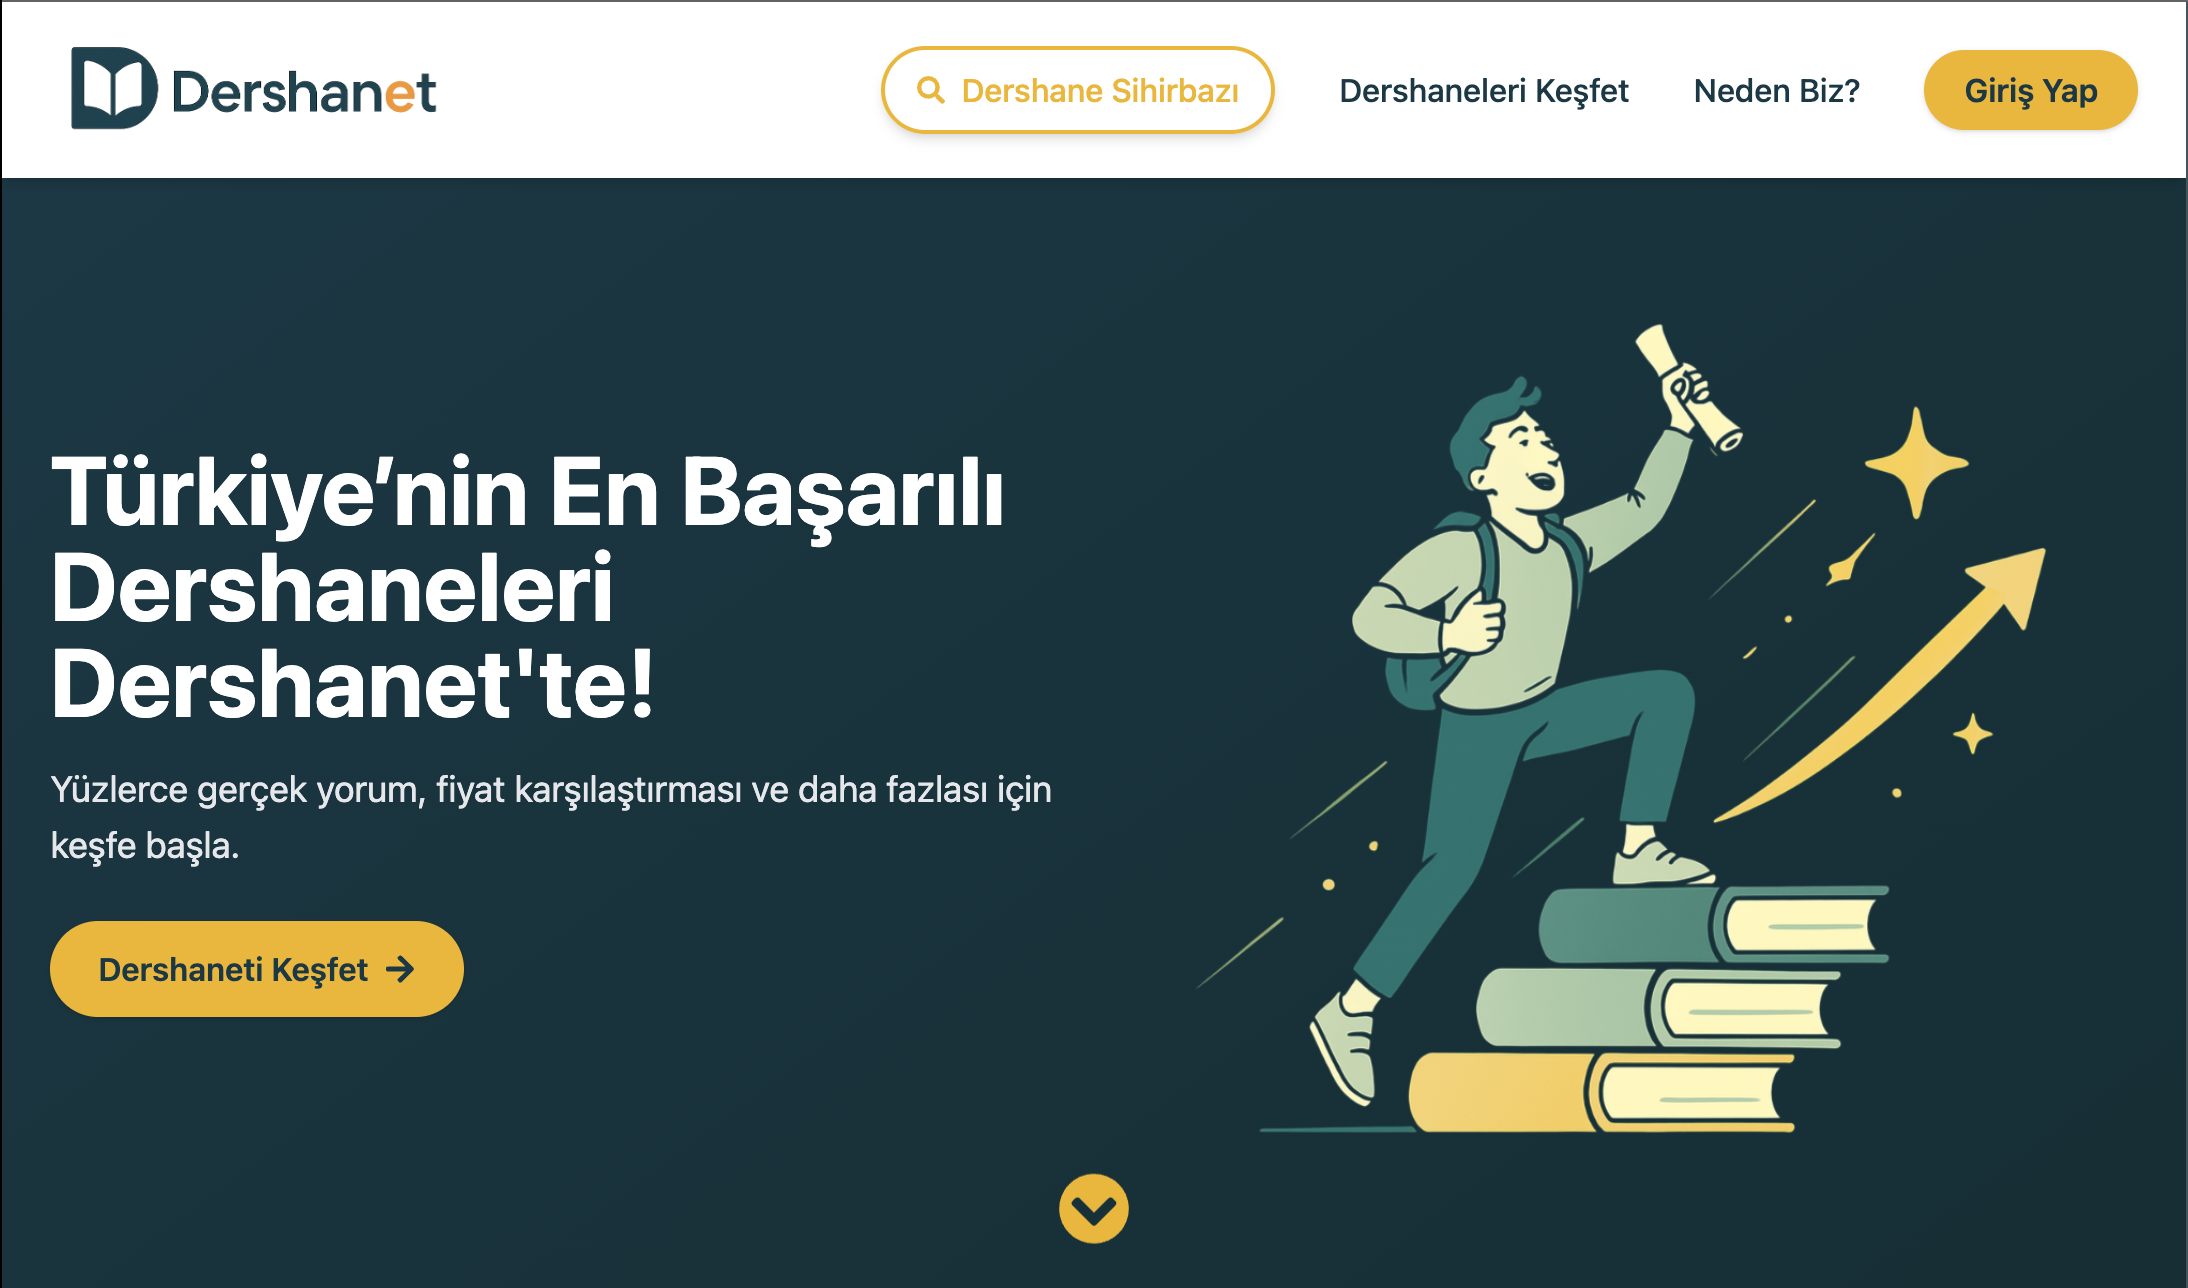 Dershanet
Dershane Sihirbazı
Dershaneleri Keşfet
Neden Biz?
Giriş Yap
Türkiye’nin En Başarılı
Dershaneleri
Dershanet'te!
Yüzlerce gerçek yorum, fiyat karşılaştırması ve daha fazlası için
keşfe başla.
Dershaneti Keşfet